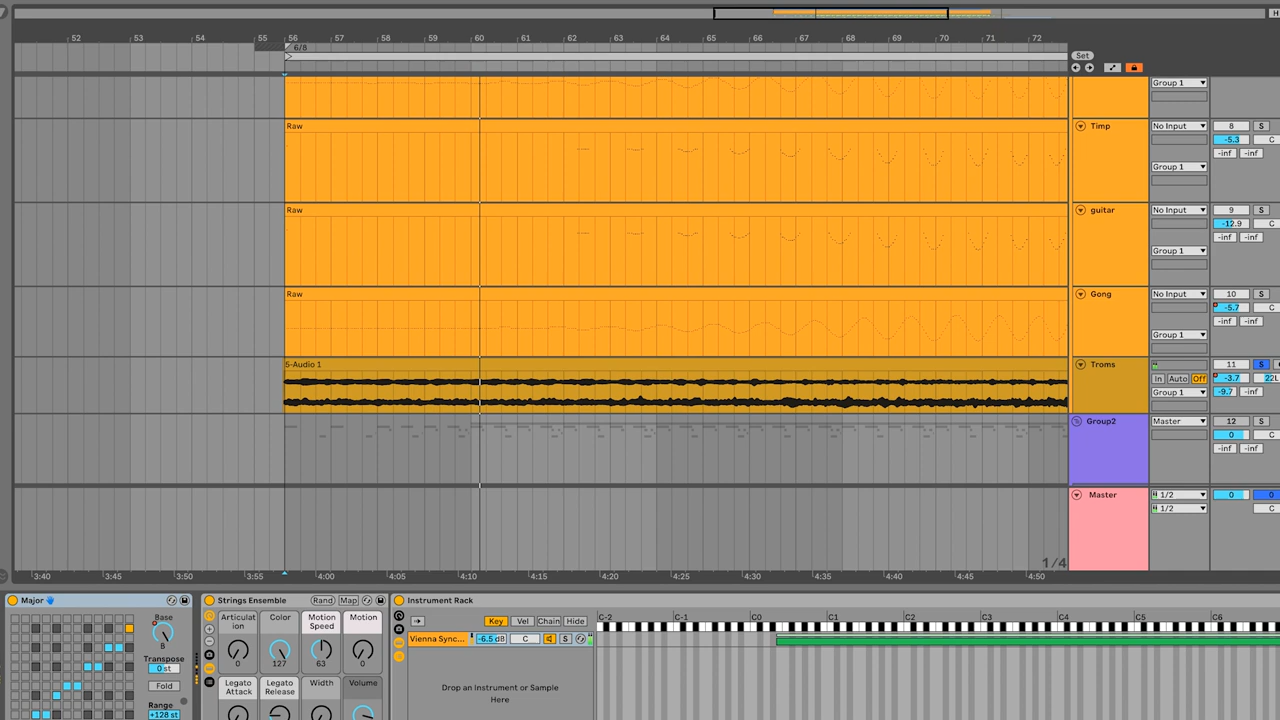 H
52 53 54 55 56 57 58 59 60 61 62 63 64 65 66 67 68 69 70 71 72
6/8
Set
Group 1
Raw
Timp
No Input
8
S
-5.3
C
-inf
-inf
Group 1
Raw
guitar
No Input
9
S
-12.9
C
-inf
-inf
Group 1
Raw
Gong
No Input
10
S
-5.7
C
-inf
-inf
Group 1
5-Audio 1
Troms
11
S
In
Auto
Off
-3.7
22L
Group 1
-9.7
-inf
Group2
Master
12
S
0
C
-inf
-inf
Master
1/2
0
0
1/2
C
1/4
3:40 3:45 3:50 3:55 4:00 4:05 4:10 4:15 4:20 4:25 4:30 4:35 4:40 4:45 4:50
Major
Base
B
Transpose
0 st
Fold
Range
+128 st
Strings Ensemble
Rand
Map
Articulat
ion
Color
Motion
Speed
Motion
0
127
63
0
Legato
Attack
Legato
Release
Width
Volume
Instrument Rack
Key
Vel
Chain
Hide
C-2 C-1 C0 C1 C2 C3 C4 C5 C6
Vienna Sync...
-6.5 dB
C
S
Drop an Instrument or Sample
Here